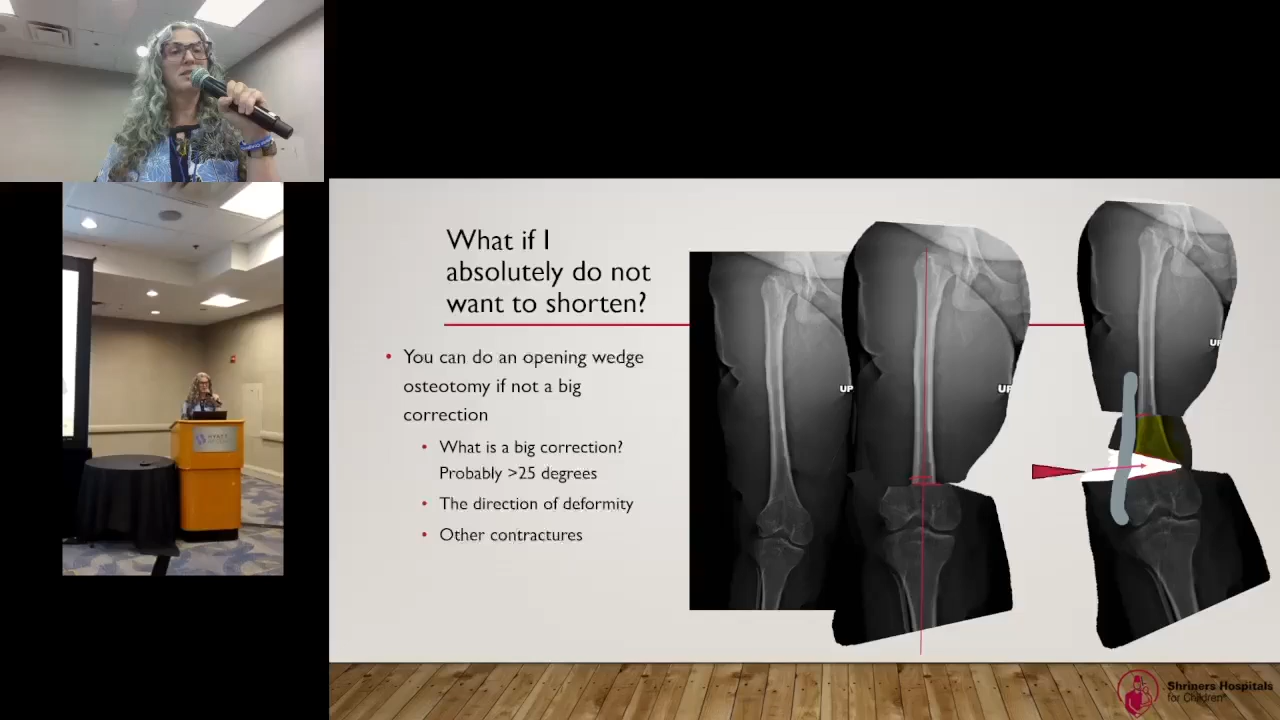 What if I
absolutely do not
want to shorten?
• You can do an opening wedge
osteotomy if not a big
correction
• What is a big correction?
Probably >25 degrees
• The direction of deformity
• Other contractures
UP
UP
UP
HYATT
Shriners Hospitals
for Children®